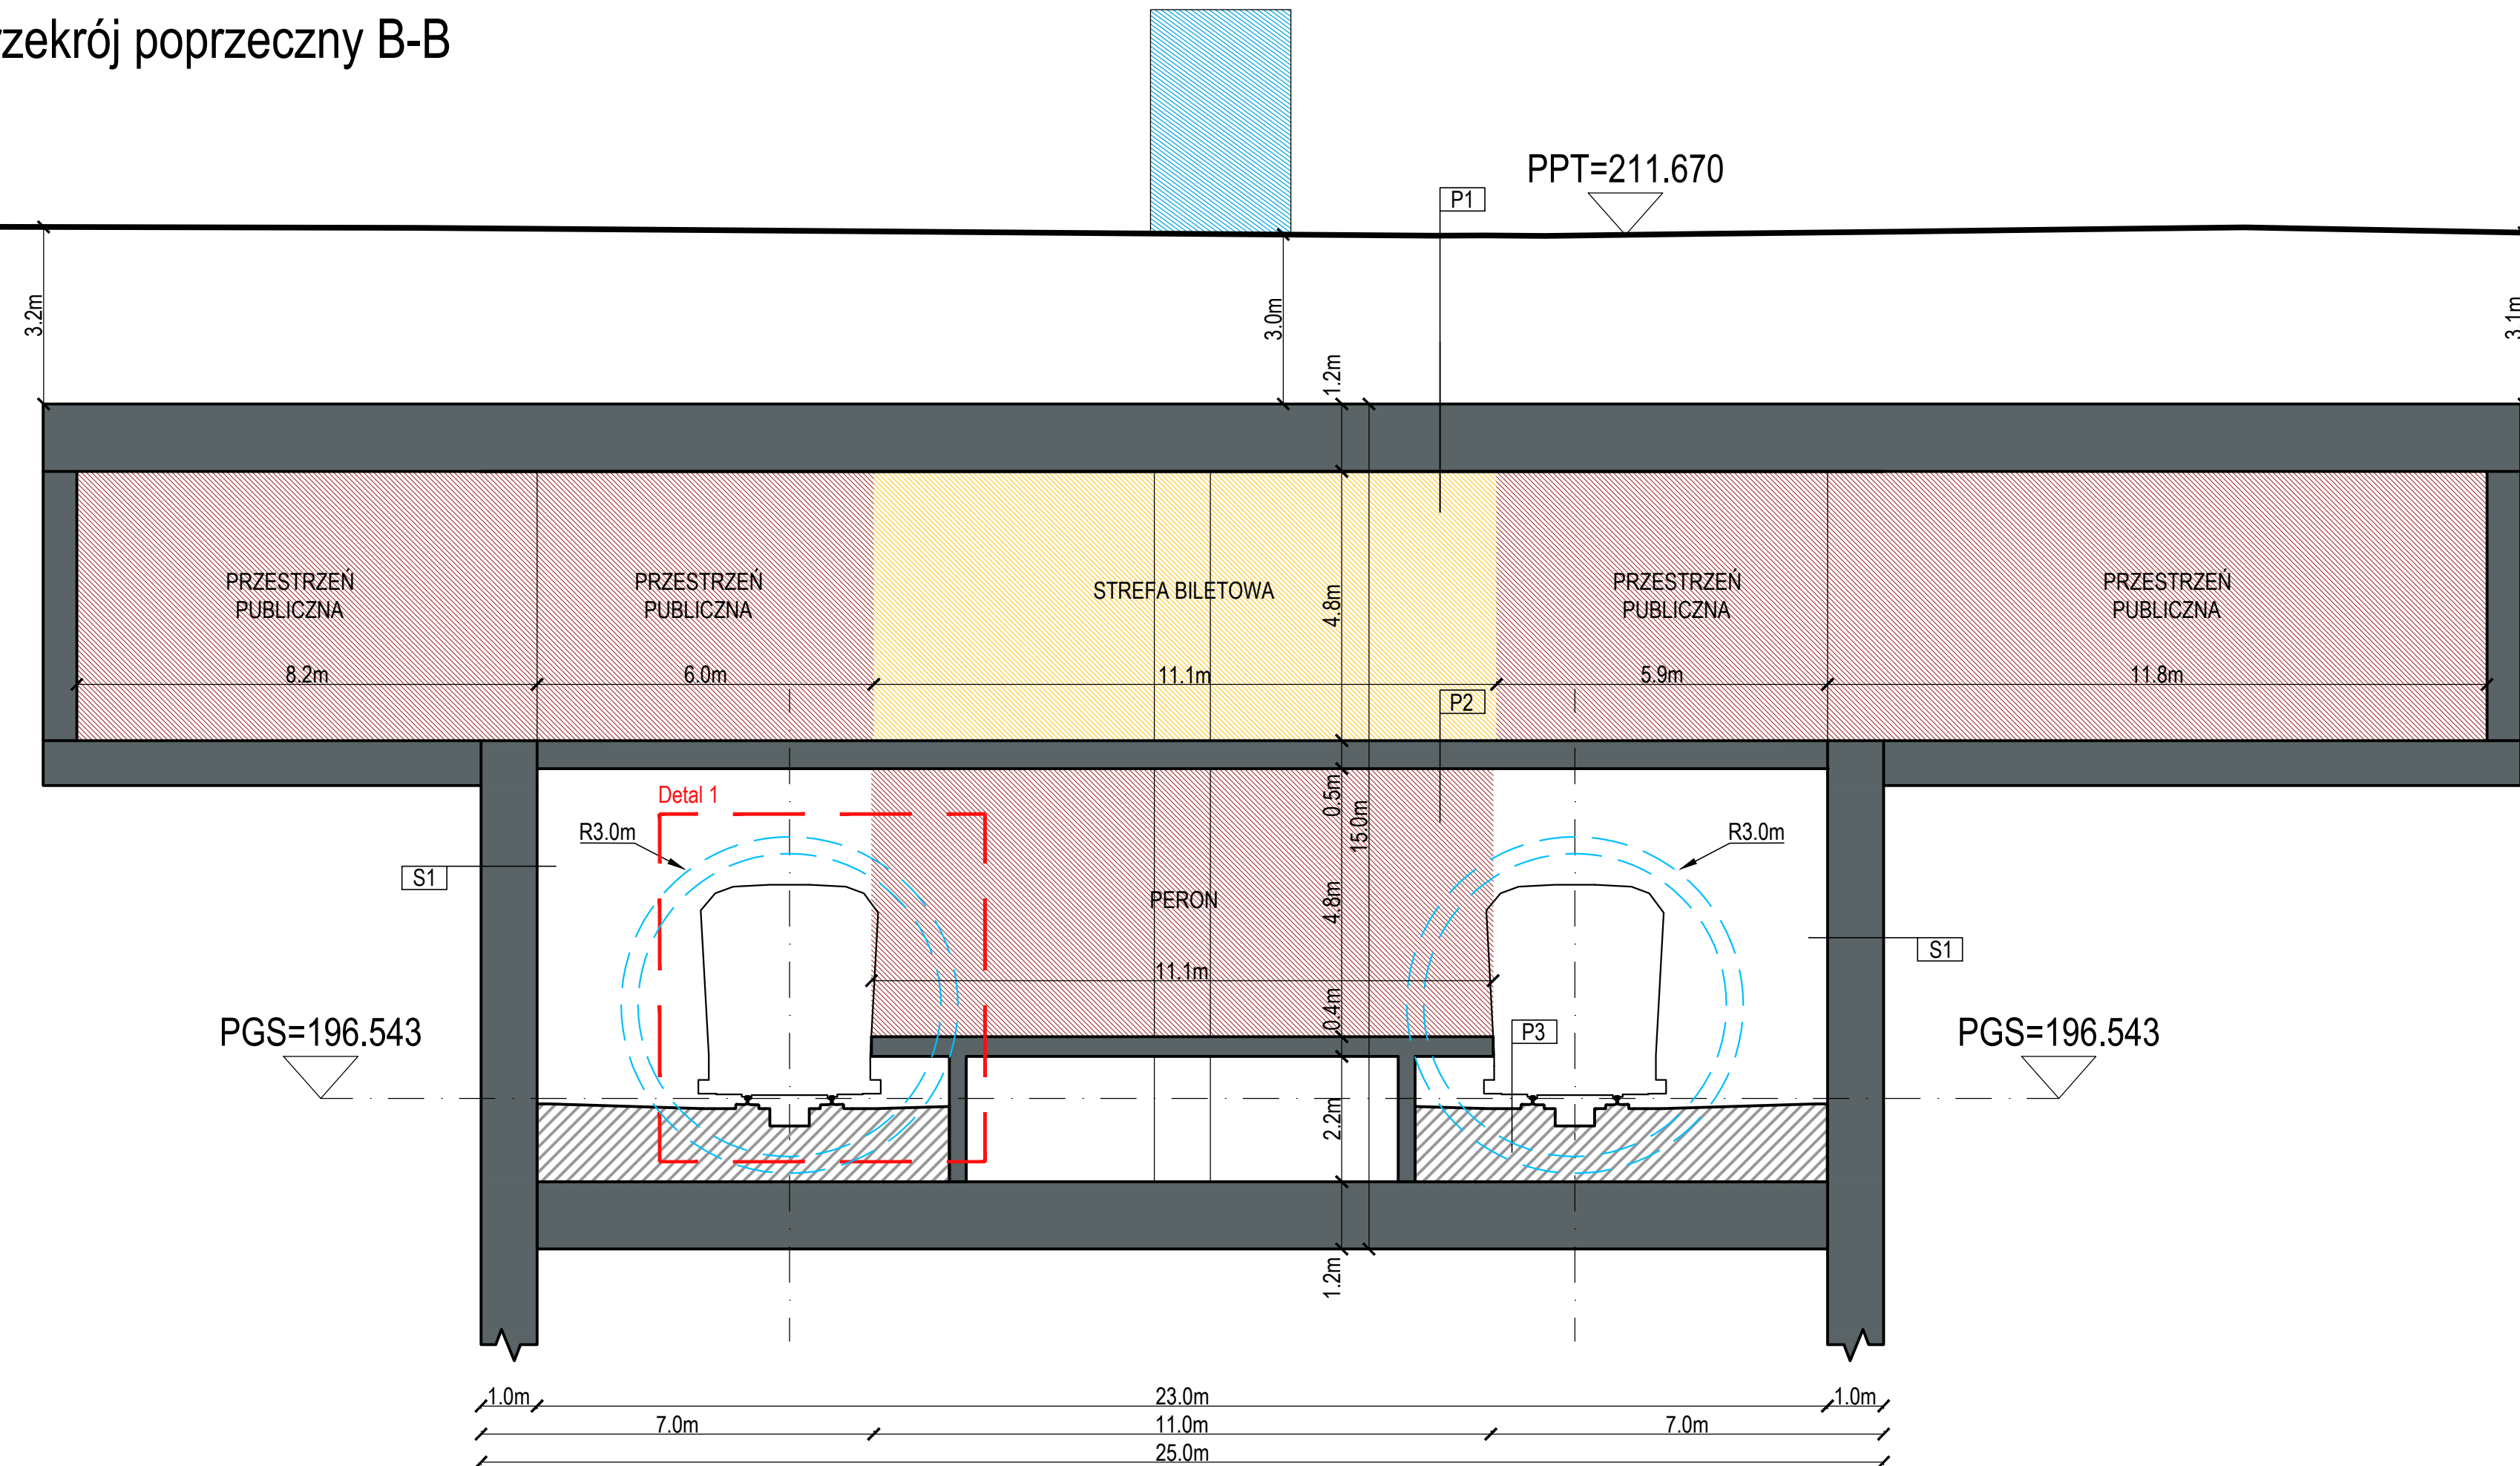 rzekrój poprzeczny B-B
PPT=211.670
P1
3.2m
3.0m
3.1m
1.2m
PRZESTRZEŃ
PUBLICZNA
PRZESTRZEŃ
PUBLICZNA
STREFA BILETOWA
PRZESTRZEŃ
PUBLICZNA
PRZESTRZEŃ
PUBLICZNA
4.8m
8.2m
6.0m
11.1m
5.9m
11.8m
P2
Detal 1
0.5m
15.0m
R3.0m
R3.0m
S1
PERON
4.8m
S1
11.1m
0.4m
PGS=196.543
P3
PGS=196.543
2.2m
1.2m
1.0m
23.0m
1.0m
7.0m
11.0m
7.0m
25.0m